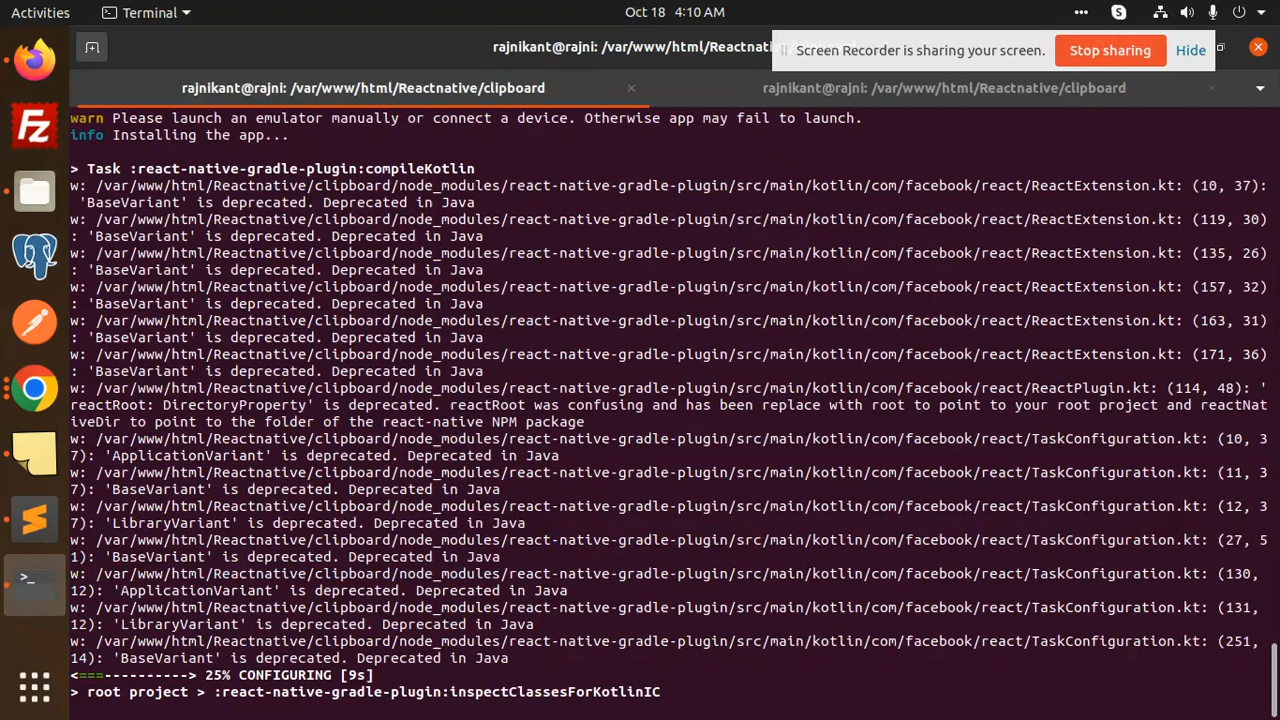 Activities
Terminal
Oct 18 4:10 AM
rajnikant@rajni: /var/www/html/Reactnati
Screen Recorder is sharing your screen.
Stop sharing
Hide
rajnikant@rajni: /var/www/html/Reactnative/clipboard
rajnikant@rajni: /var/www/html/Reactnative/clipboard
warn Please launch an emulator manually or connect a device. Otherwise app may fail to launch.
info Installing the app...
> Task :react-native-gradle-plugin:compileKotlin
w: /var/www/html/Reactnative/clipboard/node_modules/react-native-gradle-plugin/src/main/kotlin/com/facebook/react/ReactExtension.kt: (10, 37):
'BaseVariant' is deprecated. Deprecated in Java
w: /var/www/html/Reactnative/clipboard/node_modules/react-native-gradle-plugin/src/main/kotlin/com/facebook/react/ReactExtension.kt: (119, 30)
: 'BaseVariant' is deprecated. Deprecated in Java
w: /var/www/html/Reactnative/clipboard/node_modules/react-native-gradle-plugin/src/main/kotlin/com/facebook/react/ReactExtension.kt: (135, 26)
: 'BaseVariant' is deprecated. Deprecated in Java
w: /var/www/html/Reactnative/clipboard/node_modules/react-native-gradle-plugin/src/main/kotlin/com/facebook/react/ReactExtension.kt: (157, 32)
: 'BaseVariant' is deprecated. Deprecated in Java
w: /var/www/html/Reactnative/clipboard/node_modules/react-native-gradle-plugin/src/main/kotlin/com/facebook/react/ReactExtension.kt: (163, 31)
: 'BaseVariant' is deprecated. Deprecated in Java
w: /var/www/html/Reactnative/clipboard/node_modules/react-native-gradle-plugin/src/main/kotlin/com/facebook/react/ReactExtension.kt: (171, 36)
: 'BaseVariant' is deprecated. Deprecated in Java
w: /var/www/html/Reactnative/clipboard/node_modules/react-native-gradle-plugin/src/main/kotlin/com/facebook/react/ReactPlugin.kt: (114, 48): '
reactRoot: DirectoryProperty' is deprecated. reactRoot was confusing and has been replace with root to point to your root project and reactNat
iveDir to point to the folder of the react-native NPM package
w: /var/www/html/Reactnative/clipboard/node_modules/react-native-gradle-plugin/src/main/kotlin/com/facebook/react/TaskConfiguration.kt: (10, 3
7): 'ApplicationVariant' is deprecated. Deprecated in Java
w: /var/www/html/Reactnative/clipboard/node_modules/react-native-gradle-plugin/src/main/kotlin/com/facebook/react/TaskConfiguration.kt: (11, 3
7): 'BaseVariant' is deprecated. Deprecated in Java
w: /var/www/html/Reactnative/clipboard/node_modules/react-native-gradle-plugin/src/main/kotlin/com/facebook/react/TaskConfiguration.kt: (12, 3
7): 'LibraryVariant' is deprecated. Deprecated in Java
w: /var/www/html/Reactnative/clipboard/node_modules/react-native-gradle-plugin/src/main/kotlin/com/facebook/react/TaskConfiguration.kt: (27, 5
1): 'BaseVariant' is deprecated. Deprecated in Java
w: /var/www/html/Reactnative/clipboard/node_modules/react-native-gradle-plugin/src/main/kotlin/com/facebook/react/TaskConfiguration.kt: (130,
12): 'ApplicationVariant' is deprecated. Deprecated in Java
w: /var/www/html/Reactnative/clipboard/node_modules/react-native-gradle-plugin/src/main/kotlin/com/facebook/react/TaskConfiguration.kt: (131,
12): 'LibraryVariant' is deprecated. Deprecated in Java
w: /var/www/html/Reactnative/clipboard/node_modules/react-native-gradle-plugin/src/main/kotlin/com/facebook/react/TaskConfiguration.kt: (251,
14): 'BaseVariant' is deprecated. Deprecated in Java
<===----------> 25% CONFIGURING [9s]
> root project > :react-native-gradle-plugin:inspectClassesForKotlinIC